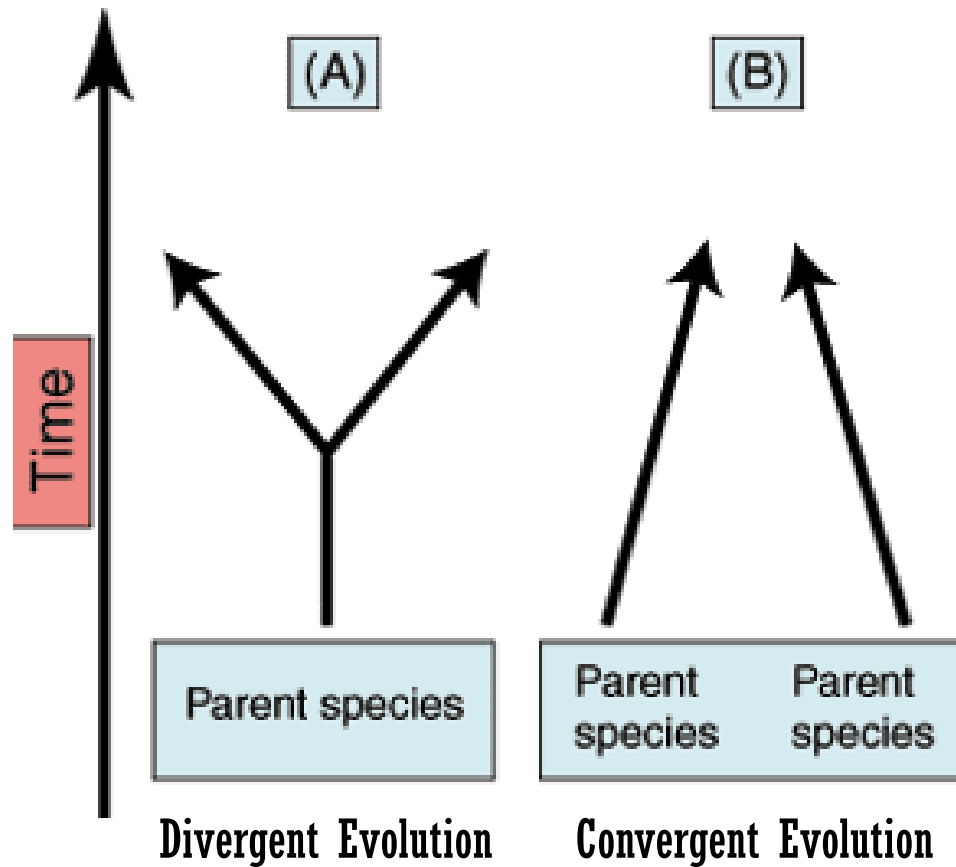 (A)
(B)
Time
Parent species
Parent
species
Parent
species
Divergent Evolution
Convergent Evolution